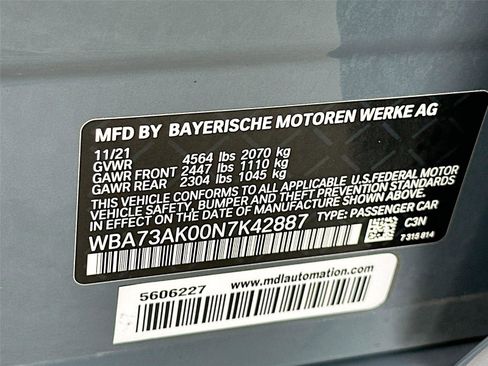 MFD BY BAYERISCHE MOTOREN WERKE AG
11/21
GVWR 4564 lbs 2070 kg
GAWR FRONT 2447 lbs 1110 kg
GAWR REAR 2304 lbs 1045 kg
THIS VEHICLE CONFORMS TO ALL APPLICABLE U.S.FEDERAL MOTOR
VEHICLE SAFETY, BUMPER, AND THEFT PREVENTION STANDARDS
IN EFFECT ON THE DATE OF MANUFACTURE SHOWN ABOVE.
WBA73AK00N7K42887 TYPE: PASSENGER CAR
C3N
7 315 814
5606227
www.mdlautomation.com